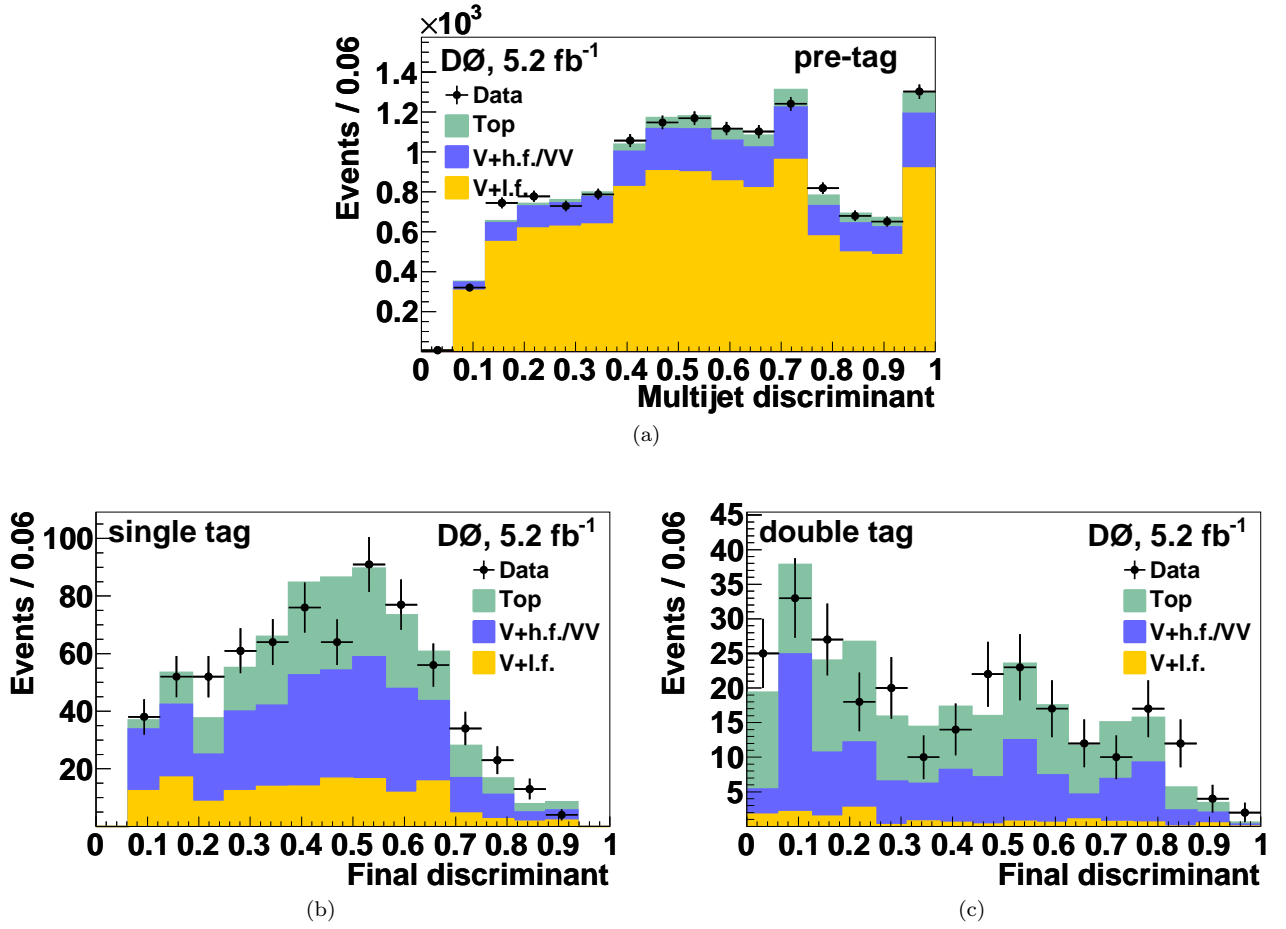 ×10³
Events / 0.06
1.4
1.2
1
0.8
0.6
0.4
0.2
DØ, 5.2 fb⁻¹
pre-tag
Data
Top
V+h.f./VV
V+l.f.
0 0.1 0.2 0.3 0.4 0.5 0.6 0.7 0.8 0.9 1
Multijet discriminant
(a)
Events / 0.06
100
80
60
40
20
single tag
DØ, 5.2 fb⁻¹
Data
Top
V+h.f./VV
V+l.f.
0 0.1 0.2 0.3 0.4 0.5 0.6 0.7 0.8 0.9 1
Final discriminant
(b)
Events / 0.06
45
40
35
30
25
20
15
10
5
double tag
DØ, 5.2 fb⁻¹
Data
Top
V+h.f./VV
V+l.f.
0 0.1 0.2 0.3 0.4 0.5 0.6 0.7 0.8 0.9 1
Final discriminant
(c)